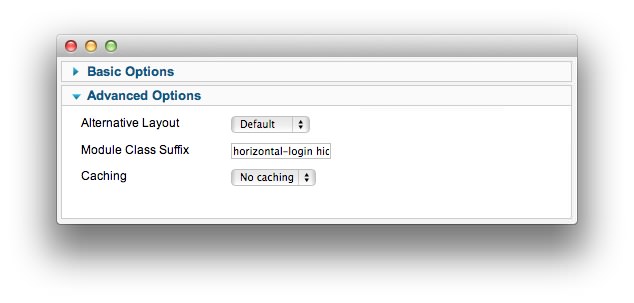 Basic Options
Advanced Options
Alternative Layout Default
Module Class Suffix horizontal-login hic
Caching No caching